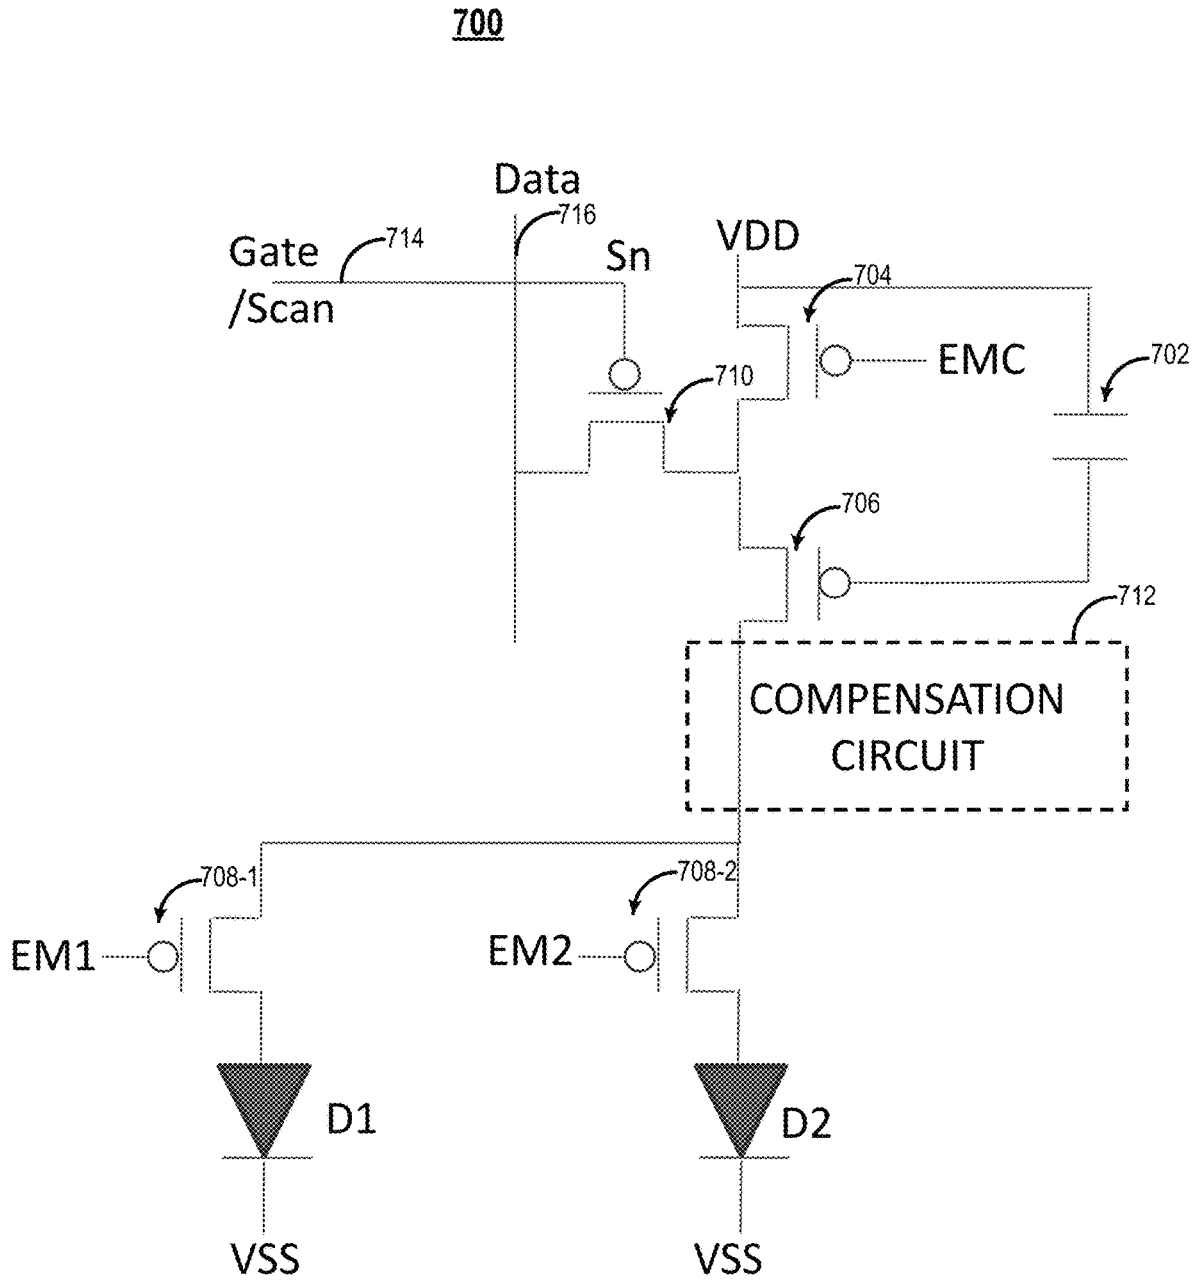 700
Data
716
Gate
/Scan
714
Sn
VDD
704
EMC
702
710
706
712
COMPENSATION
CIRCUIT
708-1
708-2
EM1
EM2
D1
D2
VSS
VSS